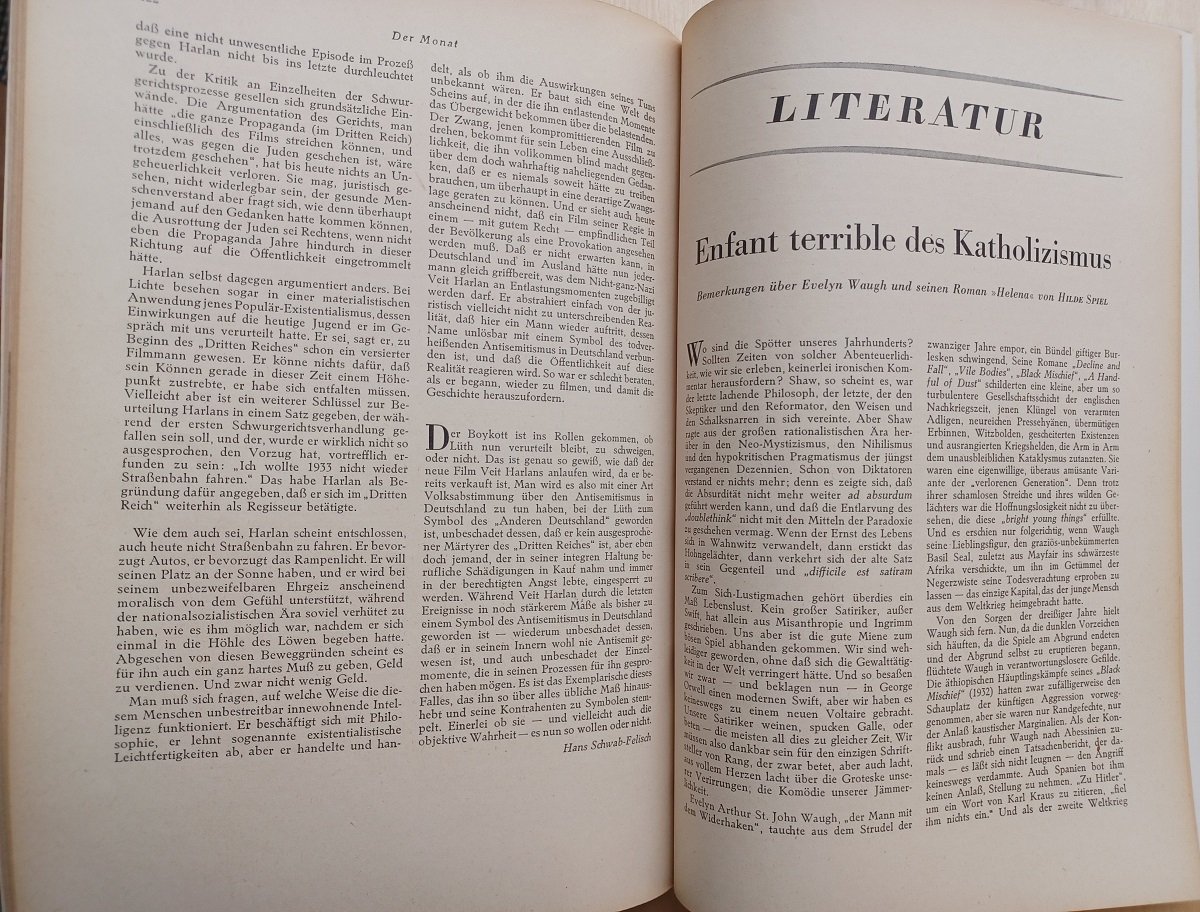 Der Monat
daß eine nicht unwesentliche Episode im Prozeß
gegen Harlan nicht bis ins letzte durchleuchtet
wurde.
Zu der Kritik an Einzelheiten der Schwur-
gerichtsprozesse gesellen sich grundsätzliche Ein-
wände. Die Argumentation des Gerichts, man
hätte „die ganze Propaganda (im Dritten Reich)
einschließlich des Films streichen können, und
alles, was gegen die Juden geschehen ist, wäre
trotzdem geschehen“, hat bis heute nichts an Un-
geheuerlichkeit verloren. Sie mag, juristisch ge-
sehen, nicht widerlegbar sein, der gesunde Men-
schenverstand aber fragt sich, wie denn überhaupt
jemand auf den Gedanken hatte kommen können,
die Ausrottung der Juden sei Rechtens, wenn nicht
eben die Propaganda Jahre hindurch in dieser
Richtung auf die Öffentlichkeit eingetrommelt
hätte.
Harlan selbst dagegen argumentiert anders. Bei
Lichte besehen sogar in einer materialistischen
Anwendung jenes Populär-Existentialismus, dessen
Einwirkungen auf die heutige Jugend er im Ge-
spräch mit uns verurteilt hatte. Er sei, sagt er, zu
Beginn des „Dritten Reiches“ schon ein versierter
Filmmann gewesen. Er könne nichts dafür, daß
sein Können gerade in dieser Zeit einem Höhe-
punkt zustrebte, er habe sich entfalten müssen.
Vielleicht aber ist ein weiterer Schlüssel zur Be-
urteilung Harlans in einem Satz gegeben, der wäh-
rend der ersten Schwurgerichtsverhandlung ge-
fallen sein soll, und der, wurde er wirklich nicht so
ausgesprochen, den Vorzug hat, vortrefflich er-
funden zu sein: „Ich wollte 1933 nicht wieder
Straßenbahn fahren.“ Das habe Harlan als Be-
gründung dafür angegeben, daß er sich im „Dritten
Reich“ weiterhin als Regisseur betätigte.
Wie dem auch sei, Harlan scheint entschlossen,
auch heute nicht Straßenbahn zu fahren. Er bevor-
zugt Autos, er bevorzugt das Rampenlicht. Er will
seinen Platz an der Sonne haben, und er wird bei
seinem unbezweifelbaren Ehrgeiz anscheinend
moralisch von dem Gefühl unterstützt, während
der nationalsozialistischen Ära soviel verhütet zu
haben, wie es ihm möglich war, nachdem er sich
einmal in die Höhle des Löwen begeben hatte.
Abgesehen von diesen Beweggründen scheint es
für ihn auch ein ganz hartes Muß zu geben, Geld
zu verdienen. Und zwar nicht wenig Geld.
Man muß sich fragen, auf welche Weise die die-
sem Menschen unbestreitbar innewohnende Intel-
ligenz funktioniert. Er beschäftigt sich mit Philo-
sophie, er lehnt sogenannte existentialistische
Leichtfertigkeiten ab, aber er handelte und han-
delt, als ob ihm die Auswirkungen seines Tuns
unbekannt wären. Er baut sich eine Welt des
Scheins auf, in der die ihn entlastenden Momente
das Übergewicht bekommen über die belastenden.
Der Zwang, jenen kompromittierenden Film zu
drehen, bekommt für sein Leben eine Ausschließ-
lichkeit, die ihn vollkommen blind macht gegen-
über dem doch wahrhaftig naheliegenden Gedan-
ken, daß er es niemals soweit hätte zu treiben
brauchen, um überhaupt in eine derartige Zwangs-
lage geraten zu können. Und er sieht auch heute
anscheinend nicht, daß ein Film seiner Regie in
einem — mit gutem Recht — empfindlichen Teil
der Bevölkerung als eine Provokation angesehen
werden muß. Daß er nicht erwarten kann, in
Deutschland und im Ausland hätte nun jeder-
mann gleich griffbereit, was dem Nicht-ganz-Nazi
Veit Harlan an Entlastungsmomenten zugebilligt
werden darf. Er abstrahiert einfach von der ju-
ristisch vielleicht nicht zu unterschreibenden Rea-
lität, daß hier ein Mann wieder auftritt, dessen
Name unlösbar mit einem Symbol des todver-
heißenden Antisemitismus in Deutschland verbun-
den ist, und daß die Öffentlichkeit auf diese
Realität reagieren wird. So war er schlecht beraten,
als er begann, wieder zu filmen, und damit die
Geschichte herauszufordern.
Der Boykott ist ins Rollen gekommen, ob
Lüth nun verurteilt bleibt, zu schweigen,
oder nicht. Das ist genau so gewiß, wie daß der
neue Film Veit Harlans anlaufen wird, da er be-
reits verkauft ist. Man wird es also mit einer Art
Volksabstimmung über den Antisemitismus in
Deutschland zu tun haben, bei der Lüth zum
Symbol des „Anderen Deutschland“ geworden
ist, unbeschadet dessen, daß er kein ausgesproche-
ner Märtyrer des „Dritten Reiches“ ist, aber eben
doch jemand, der in seiner integren Haltung be-
rufliche Schädigungen in Kauf nahm und immer
in der berechtigten Angst lebte, eingesperrt zu
werden. Während Veit Harlan durch die letzten
Ereignisse in noch stärkerem Maße als bisher zu
einem Symbol des Antisemitismus in Deutschland
geworden ist — wiederum unbeschadet dessen,
daß er in seinem Innern wohl nie Antisemit ge-
wesen ist, und auch unbeschadet der Einzel-
momente, die in seinen Prozessen für ihn gespro-
chen haben mögen. Es ist das Exemplarische dieses
Falles, das ihn so über alles übliche Maß hinaus-
hebt und seine Kontrahenten zu Symbolen stem-
pelt. Einerlei ob sie — und vielleicht auch die
objektive Wahrheit — es nun so wollen oder nicht.
Hans Schwab-Felisch
LITERATUR
Enfant terrible des Katholizismus
Bemerkungen über Evelyn Waugh und seinen Roman »Helena« von HILDE SPIEL
Wo sind die Spötter unseres Jahrhunderts?
Sollten Zeiten von solcher Abenteuerlich-
keit, wie wir sie erleben, keinerlei ironischen Kom-
mentar herausfordern? Shaw, so scheint es, war
der letzte lachende Philosoph, der letzte, der den
Skeptiker und den Reformator, den Weisen und
den Schalksnarren in sich vereinte. Aber Shaw
ragte aus der großen rationalistischen Ära her-
über in den Neo-Mystizismus, den Nihilismus
und den hypokritischen Pragmatismus der jüngst
vergangenen Dezennien. Schon von Diktatoren
verstand er nichts mehr; denn es zeigte sich, daß
die Absurdität nicht mehr weiter ad absurdum
geführt werden kann, und daß die Entlarvung des
„doublethink“ nicht mit den Mitteln der Paradoxie
zu geschehen vermag. Wenn der Ernst des Lebens
sich in Wahnwitz verwandelt, dann erstickt das
Hohngelächter, dann verkehrt sich der alte Satz
in sein Gegenteil und „difficile est satiram
scribere“.
Zum Sich-Lustigmachen gehört überdies ein
Maß Lebenslust. Kein großer Satiriker, außer
Swift, hat allein aus Misanthropie und Ingrimm
geschrieben. Uns aber ist die gute Miene zum
bösen Spiel abhanden gekommen. Wir sind weh-
leidiger geworden, ohne daß sich die Gewalttätig-
keit in der Welt verringert hätte. Und so besaßen
wir zwar — und beklagen nun — in George
Orwell einen modernen Swift, aber wir haben es
keineswegs zu einem neuen Voltaire gebracht.
Unsere Satiriker weinen, spucken Galle, oder
beten — die meisten all dies zu gleicher Zeit. Wir
müssen also dankbar sein für den einzigen Schrift-
steller von Rang, der zwar betet, aber auch lacht,
aus vollem Herzen lacht über die Groteske unse-
rer Verirrungen, die Komödie unserer Jämmer-
lichkeit.
Evelyn Arthur St. John Waugh, „der Mann mit
dem Widerhaken“, tauchte aus dem Strudel der
zwanziger Jahre empor, ein Bündel giftiger Bur-
lesken schwingend. Seine Romane „Decline and
Fall“, „Vile Bodies“, „Black Mischief“, „A Hand-
ful of Dust“ schilderten eine kleine, aber um so
turbulentere Gesellschaftsschicht der englischen
Nachkriegszeit, jenen Klüngel von verarmten
Adligen, neureichen Pressehyänen, übermütigen
Erbinnen, Witzbolden, gescheiterten Existenzen
und ausrangierten Kriegshelden, die Arm in Arm
dem unausbleiblichen Kataklysmus zutanzten. Sie
waren eine eigenwillige, überaus amüsante Vari-
ante der „verlorenen Generation“. Denn trotz
ihrer schamlosen Streiche und ihres wilden Ge-
lächters war die Hoffnungslosigkeit nicht zu über-
sehen, die diese „bright young things“ erfüllte.
Und es erschien nur folgerichtig, wenn Waugh
seine Lieblingsfigur, den graziös-unbekümmerten
Basil Seal, zuletzt aus Mayfair ins schwärzeste
Afrika verschickte, um ihn im Getümmel der
Negerzwiste seine Todesverachtung erproben zu
lassen — das einzige Kapital, das der junge Mensch
aus dem Weltkrieg heimgebracht hatte.
Von den Sorgen der dreißiger Jahre hielt
Waugh sich fern. Nun, da die dunklen Vorzeichen
sich häuften, da die Spiele am Abgrund endeten
und der Abgrund selbst zu eruptieren begann,
flüchtete Waugh in verantwortungslosere Gefilde.
Die äthiopischen Häuptlingskämpfe seines „Black
Mischief“ (1932) hatten zwar zufälligerweise den
Schauplatz der künftigen Aggression vorweg-
genommen, aber sie waren nur Randgefechte, nur
der Anlaß kaustischer Marginalien. Als der Kon-
flikt ausbrach, fuhr Waugh nach Abessinien zu-
rück und schrieb einen Tatsachenbericht, der da-
mals — es läßt sich nicht leugnen — den Angriff
keineswegs verdammte. Auch Spanien bot ihm
keinen Anlaß, Stellung zu nehmen. „Zu Hitler“,
um ein Wort von Karl Kraus zu zitieren, „fiel
ihm nichts ein.“ Und als der zweite Weltkrieg